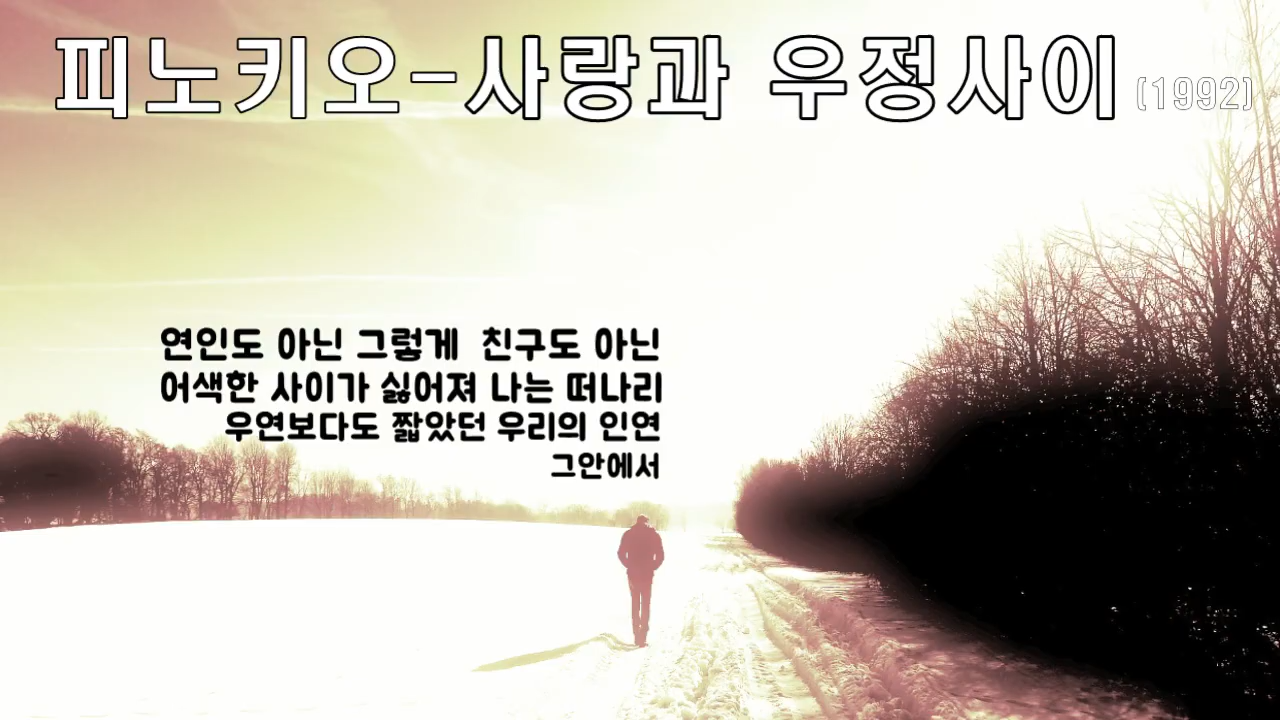 피노키오-사랑과 우정사이 (1992)
연인도 아닌 그렇게 친구도 아닌
어색한 사이가 싫어져 나는 떠나리
우연보다도 짧았던 우리의 인연
그안에서